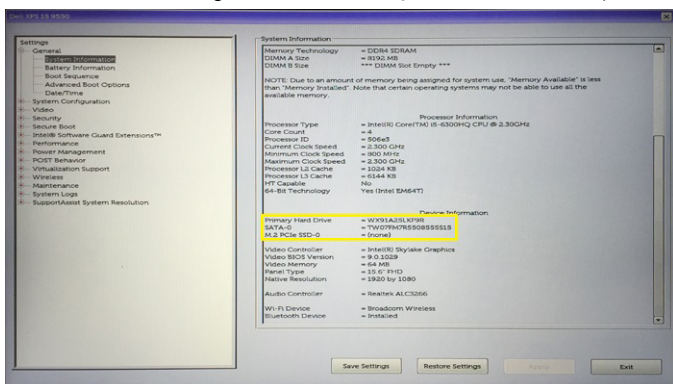 Dell XPS 15 9550
Settings
General
System Information
Battery Information
Boot Sequence
Advanced Boot Options
Date/Time
System Configuration
Video
Security
Secure Boot
Intel® Software Guard Extensions™
Performance
Power Management
POST Behavior
Virtualization Support
Wireless
Maintenance
System Logs
SupportAssist System Resolution
System Information
Memory Technology = DDR4 SDRAM
DIMM A Size = 8192 MB
DIMM B Size *** DIMM Slot Empty ***
NOTE: Due to an amount of memory being assigned for system use, "Memory Available" is less
than "Memory Installed". Note that certain operating systems may not be able to use all the
available memory.
Processor Information
Processor Type = Intel(R) Core(TM) i5-6300HQ CPU @ 2.30GHz
Core Count = 4
Processor ID = 506e3
Current Clock Speed = 2.300 GHz
Minimum Clock Speed = 800 MHz
Maximum Clock Speed = 2.300 GHz
Processor L2 Cache = 1024 KB
Processor L3 Cache = 6144 KB
HT Capable No
64-Bit Technology Yes (Intel EM64T)
Device Information
Primary Hard Drive
SATA-0
M.2 PCIe SSD-0 = {none}
Video Controller = Intel(R) Skylake Graphics
Video BIOS Version = 9.0.1029
Video Memory = 64 MB
Panel Type = 15.6" FHD
Native Resolution = 1920 by 1080
Audio Controller = Realtek ALC3266
Wi-Fi Device = Broadcom Wireless
Bluetooth Device = Installed
Save Settings Restore Settings Apply Exit